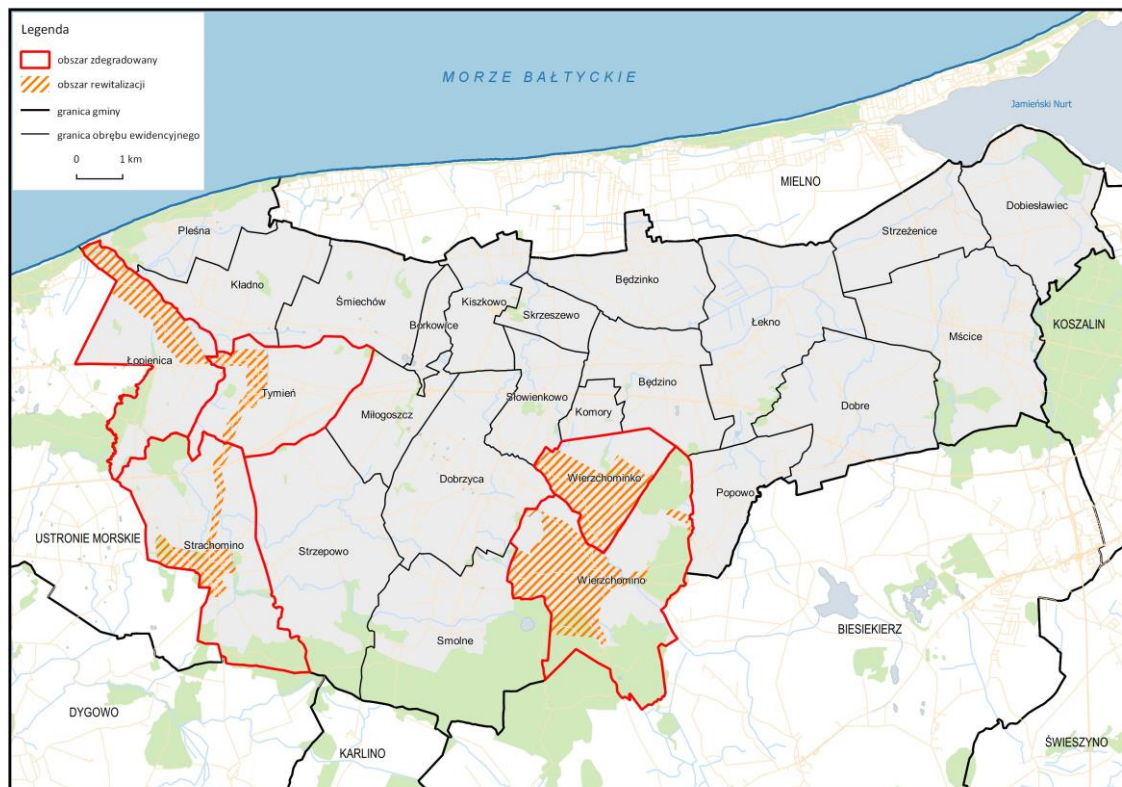 Legenda
obszar zdegradowany
obszar rewitalizacji
granica gminy
granica obrębu ewidencyjnego
0 1 km
MORZE BAŁTYCKIE
Jamieński Nurt
MIELNO
Dobiesławiec
Pleśna
Strzeżenice
Kładno
Będzinko
Śmiechów
Kiszkowo
Skrzeszewo
Łekno
KOSZALIN
Borkowice
Mścice
Łopienica
Tymień
Będzino
Słowienkowo
Miłogoszcz
Komory
Dobre
Dobrzyca
Wierzchominko
Popowo
USTRONIE MORSKIE
Strachomino
Strzepowo
Wierzchomino
BIESIEKIERZ
Smolne
DYGOWO
KARLINO
ŚWIESZYNO